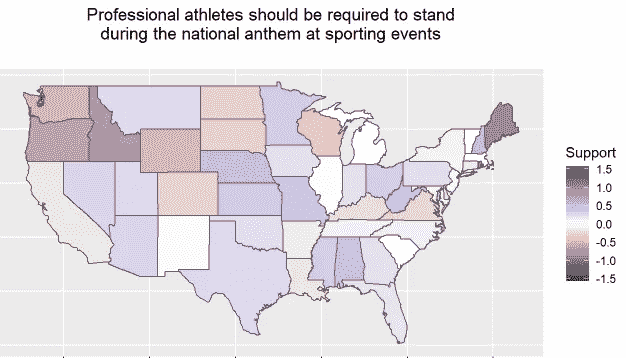 Professional athletes should be required to stand
during the national anthem at sporting events
Support
1.5
1.0
0.5
0.0
-0.5
-1.0
-1.5